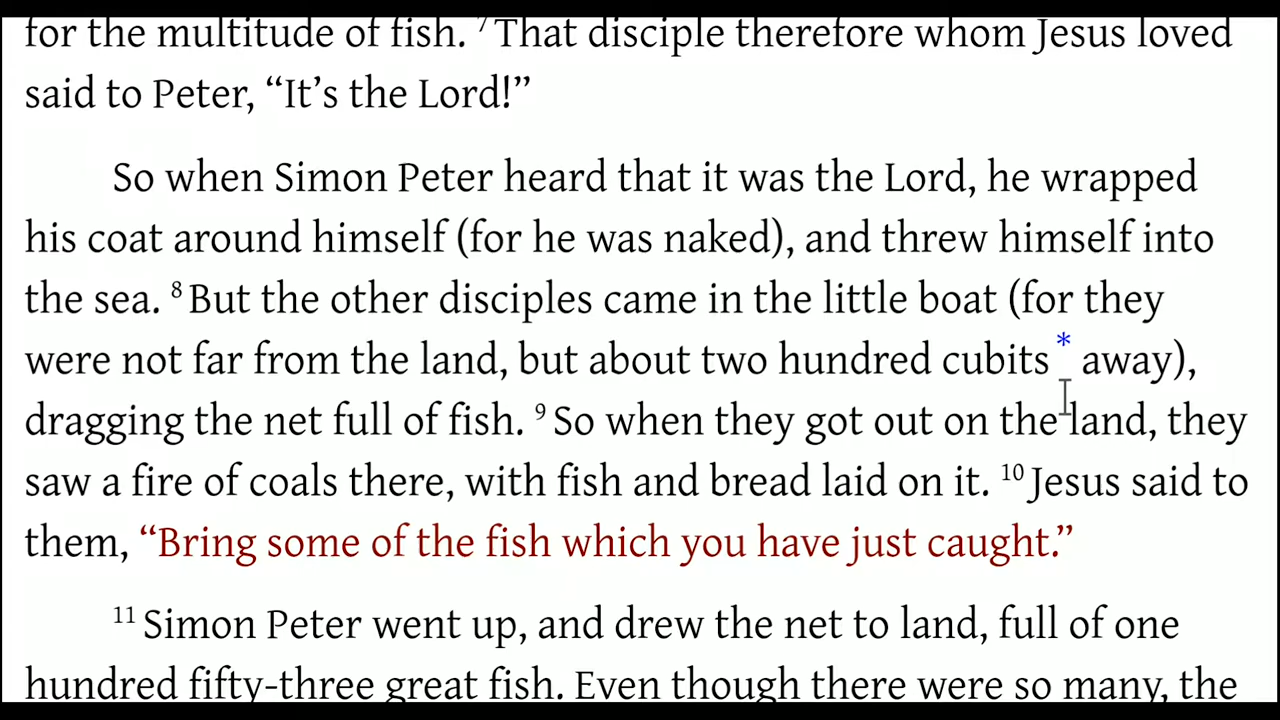 for the multitude of fish. 7 That disciple therefore whom Jesus loved
said to Peter, “It’s the Lord!”
So when Simon Peter heard that it was the Lord, he wrapped
his coat around himself (for he was naked), and threw himself into
the sea. 8 But the other disciples came in the little boat (for they
were not far from the land, but about two hundred cubits * away),
dragging the net full of fish. 9 So when they got out on the land, they
saw a fire of coals there, with fish and bread laid on it. 10 Jesus said to
them, “Bring some of the fish which you have just caught.”
11 Simon Peter went up, and drew the net to land, full of one
hundred fifty-three great fish. Even though there were so many, the